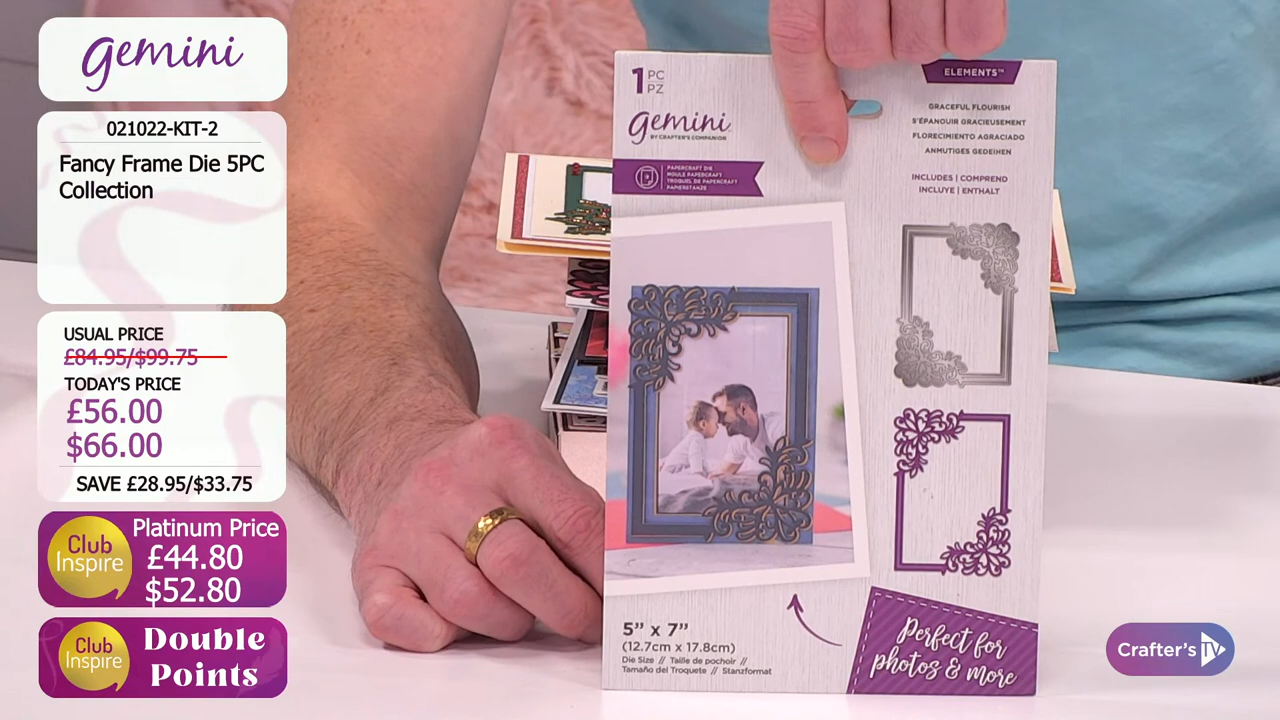 gemini
021022-KIT-2
Fancy Frame Die 5PC
Collection
USUAL PRICE
£84.95/$99.75
TODAY'S PRICE
£56.00
$66.00
SAVE £28.95/$33.75
Club
Inspire
Platinum Price
£44.80
$52.80
Club
Inspire
Double
Points
1 PC
PZ
gemini
BY CRAFTER'S COMPANION
PAPERCRAFT DIE
MOULE PAPERCRAFT
TROQUEL DE PAPERCRAFT
PAPIERSTANZE
ELEMENTS™
GRACEFUL FLOURISH
S'ÉPANOUIR GRACIEUSEMENT
FLORECIMIENTO AGRACIADO
ANMUTIGES GEDEIHEN
INCLUDES | COMPREND
INCLUYE | ENTHALT
5” x 7”
(12.7cm x 17.8cm)
Die Size // Taille de pochoir //
Tamaño del Troquete // Stanzformat
Perfect for
photos & more
Crafter's TV